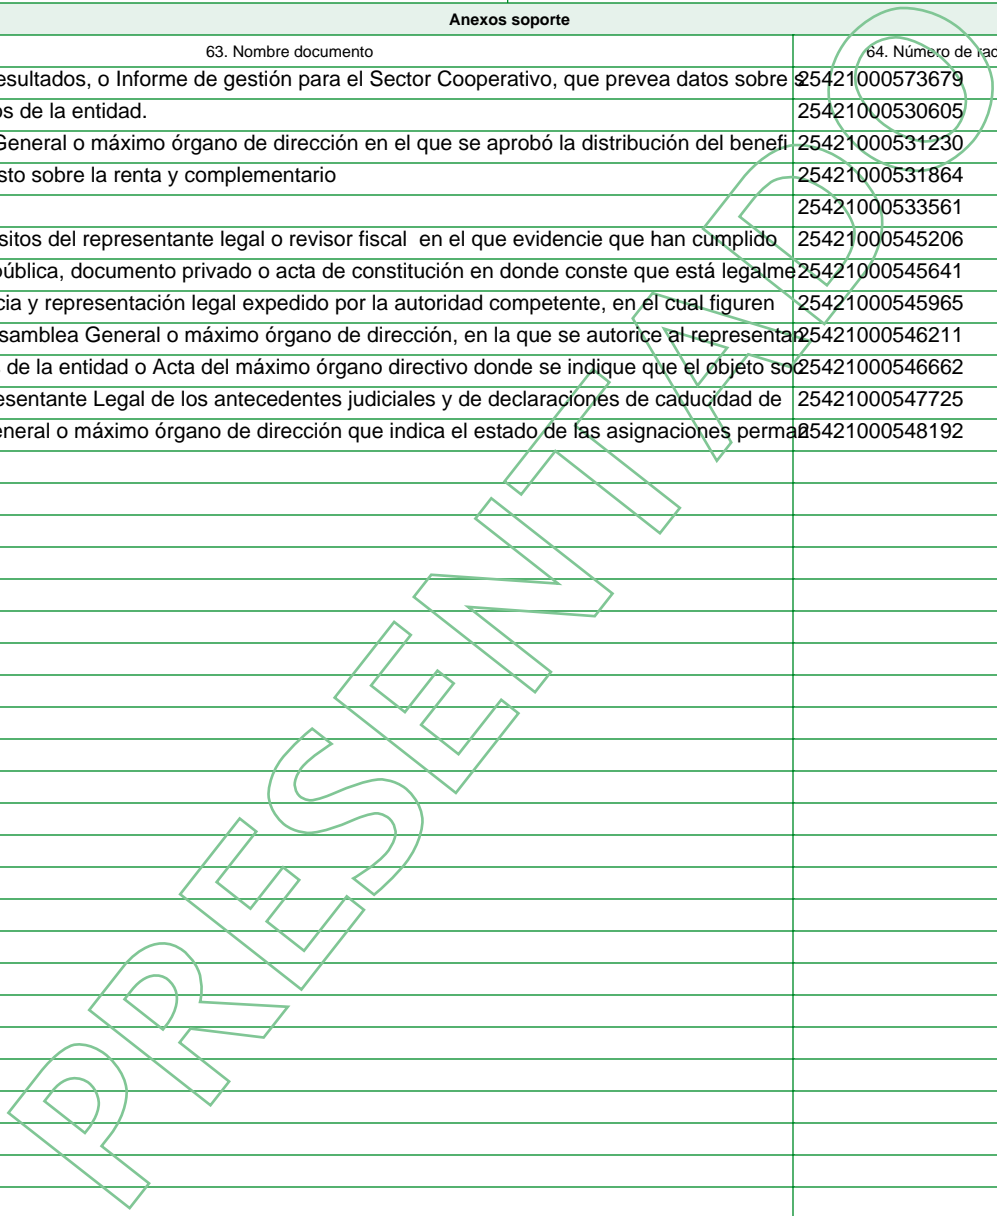 Anexos soporte
63. Nombre documento 64. Número de rad
esultados, o Informe de gestión para el Sector Cooperativo, que prevea datos sobre s 25421000573679
os de la entidad. 25421000530605
General o máximo órgano de dirección en el que se aprobó la distribución del benefi 25421000531230
sto sobre la renta y complementario 25421000531864
25421000533561
sitos del representante legal o revisor fiscal en el que evidencie que han cumplido 25421000545206
pública, documento privado o acta de constitución en donde conste que está legalme 25421000545641
cia y representación legal expedido por la autoridad competente, en el cual figuren 25421000545965
samblea General o máximo órgano de dirección, en la que se autorice al representan 25421000546211
de la entidad o Acta del máximo órgano directivo donde se indique que el objeto soc 25421000546662
esentante Legal de los antecedentes judiciales y de declaraciones de caducidad de 25421000547725
eneral o máximo órgano de dirección que indica el estado de las asignaciones perman 25421000548192
PRESENTADO